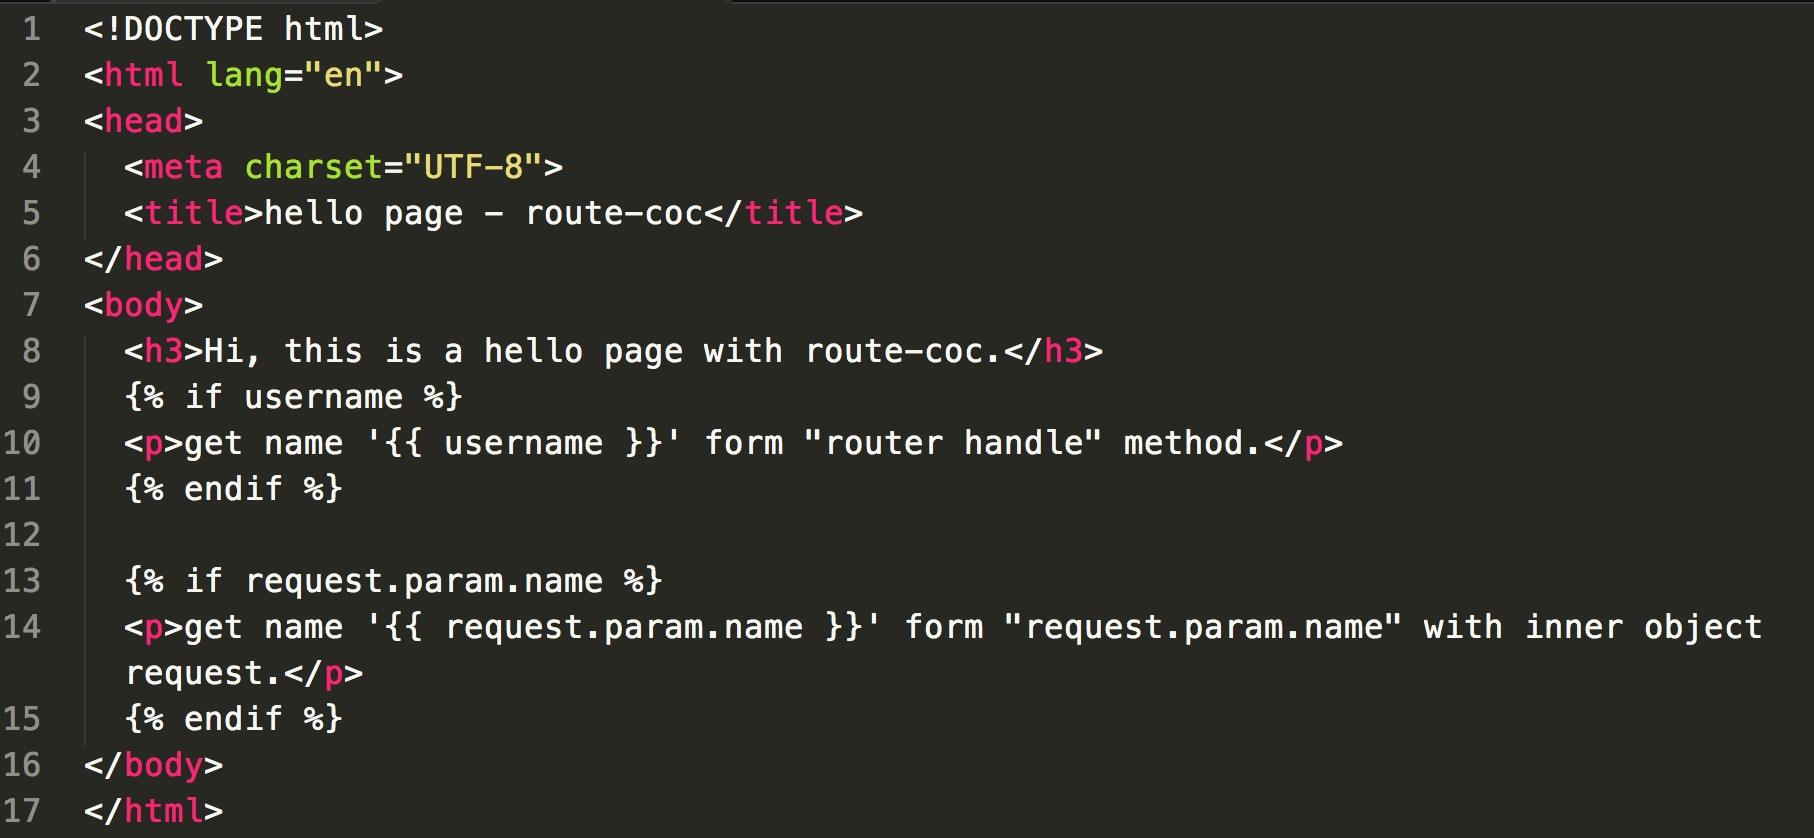 1 <!DOCTYPE html>
2 <html lang="en">
3 <head>
4   <meta charset="UTF-8">
5   <title>hello page - route-coc</title>
6 </head>
7 <body>
8   <h3>Hi, this is a hello page with route-coc.</h3>
9   {% if username %}
10   <p>get name '{{ username }}' form "router handle" method.</p>
11   {% endif %}
12
13   {% if request.param.name %}
14   <p>get name '{{ request.param.name }}' form "request.param.name" with inner object
request.</p>
15   {% endif %}
16 </body>
17 </html>